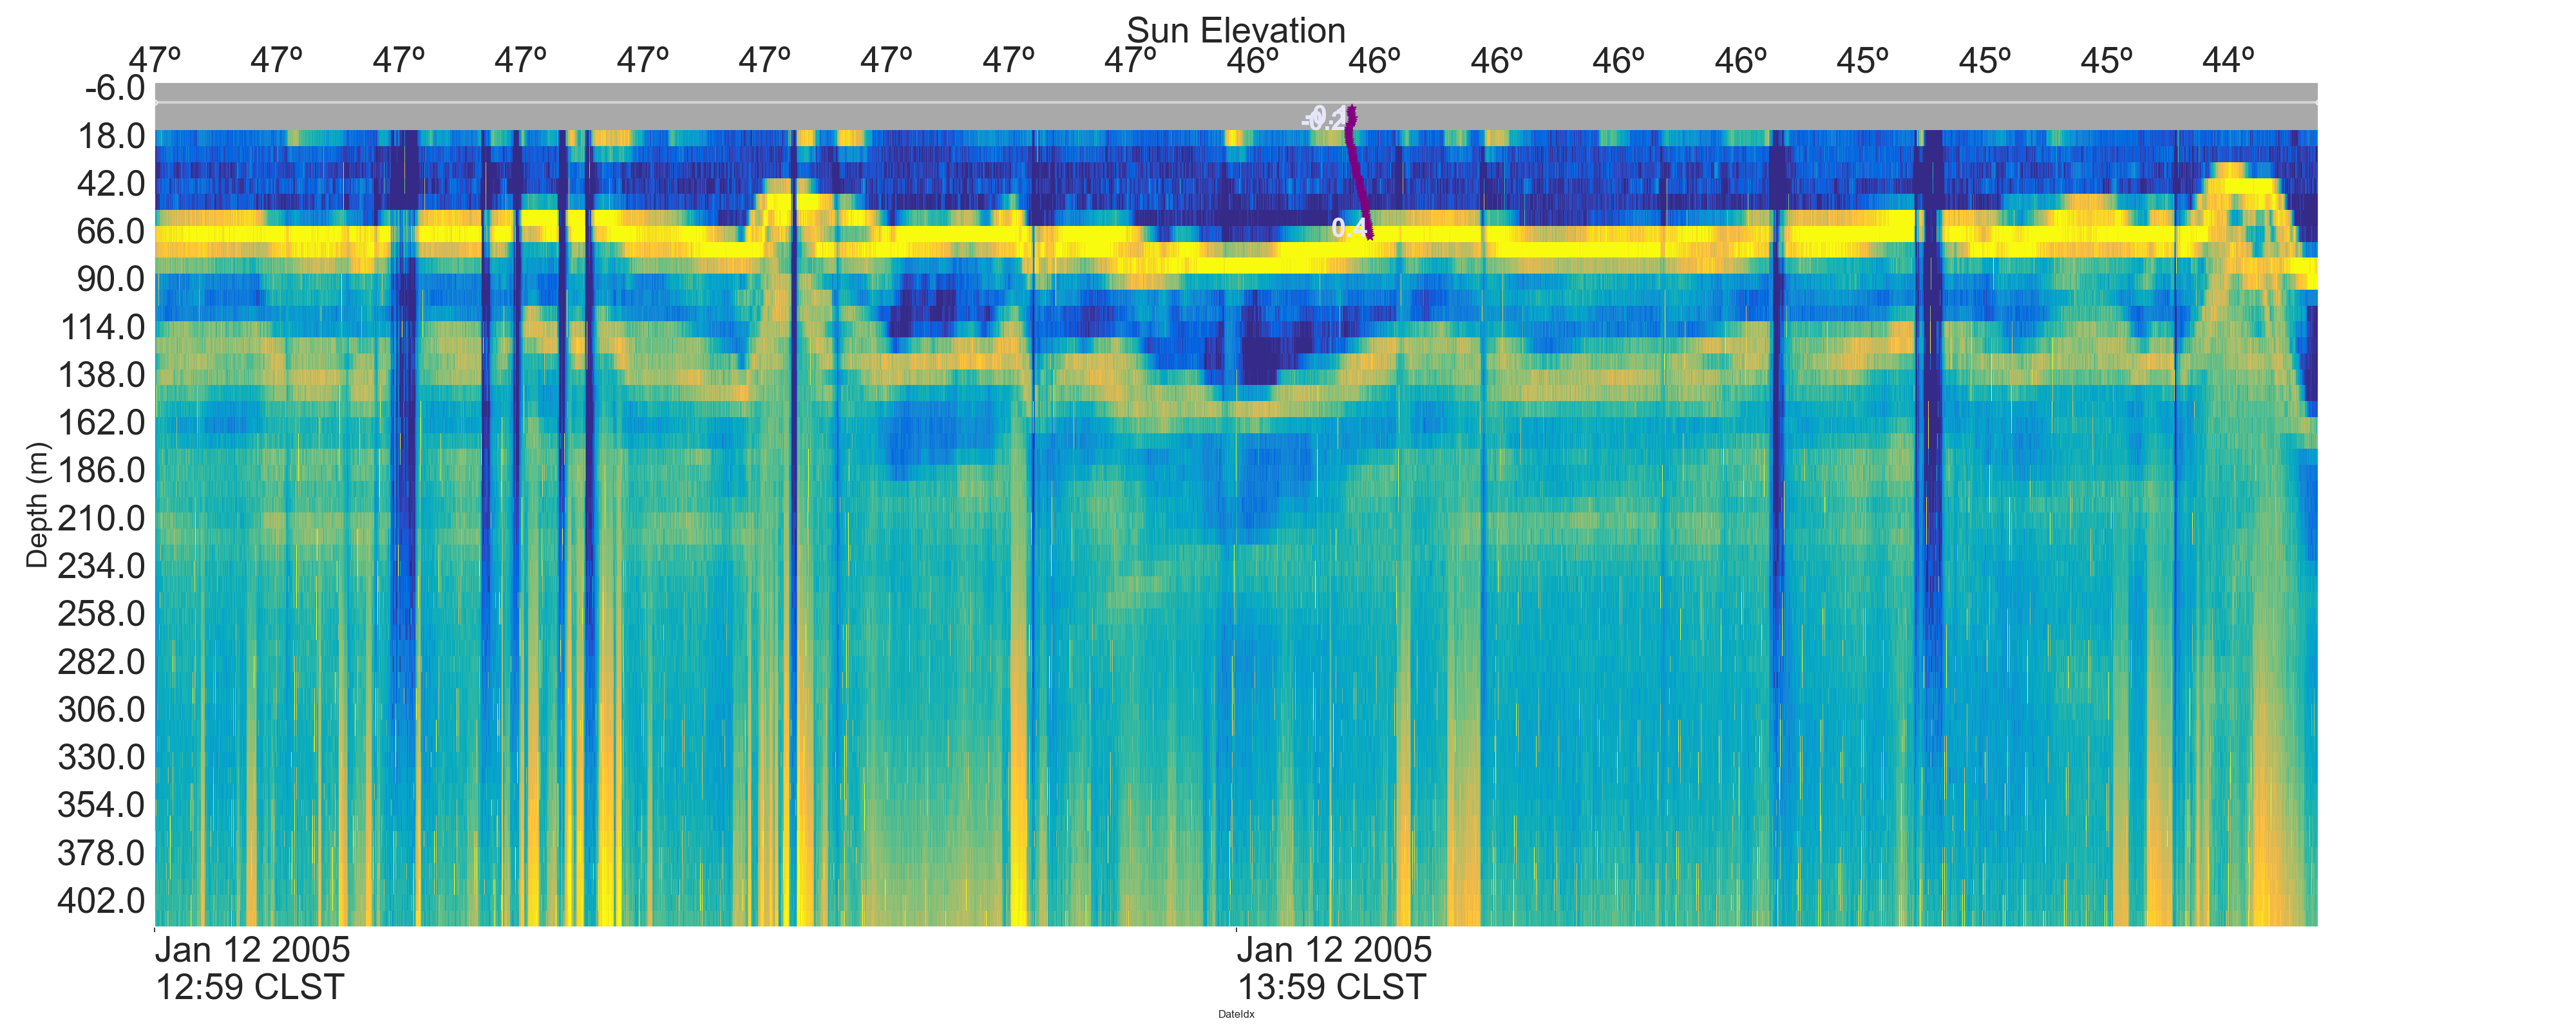 Sun Elevation
47º 47º 47º 47º 47º 47º 47º 47º 47º 46º 46º 46º 46º 46º 45º 45º 45º 44º
-6.0
18.0
42.0
66.0
90.0
114.0
138.0
162.0
186.0
210.0
234.0
258.0
282.0
306.0
330.0
354.0
378.0
402.0
Depth (m)
-0.2
0.4
Jan 12 2005
12:59 CLST
Jan 12 2005
13:59 CLST
DateIdx